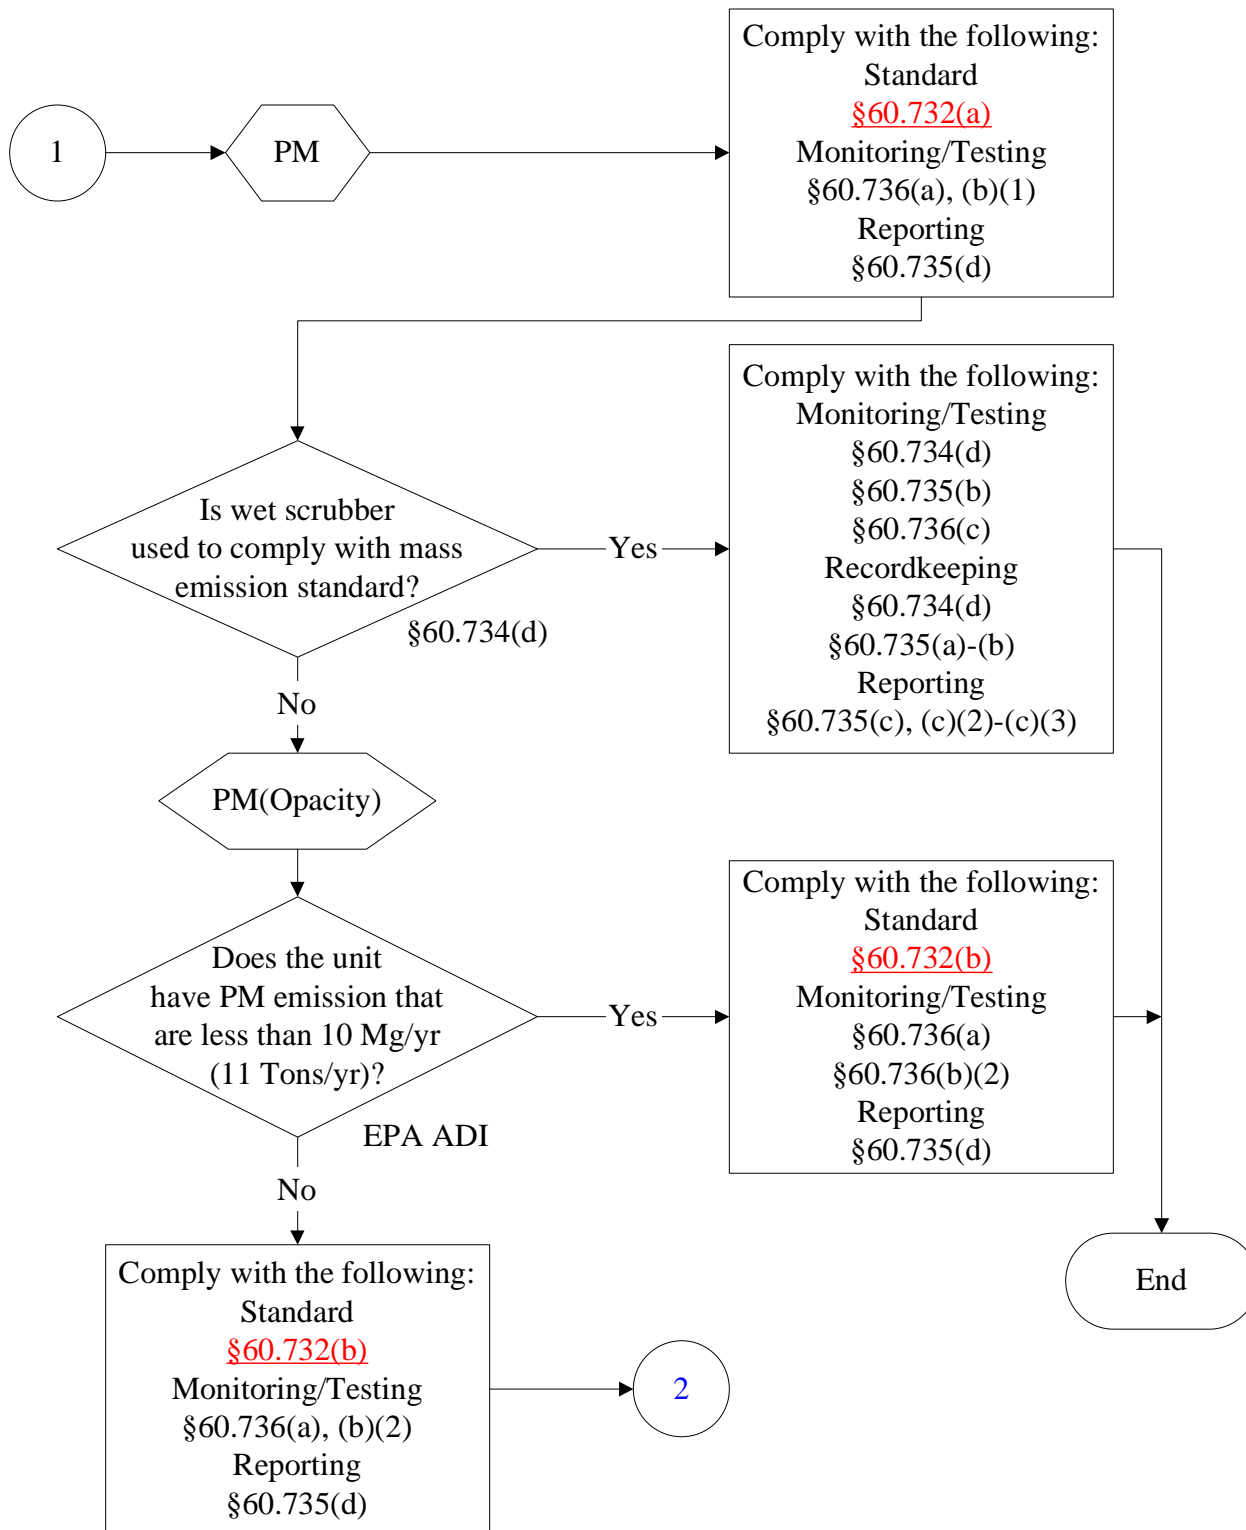 1
PM
Comply with the following:
Standard
§60.732(a)
Monitoring/Testing
§60.736(a), (b)(1)
Reporting
§60.735(d)
Is wet scrubber
used to comply with mass
emission standard?
§60.734(d)
Yes
Comply with the following:
Monitoring/Testing
§60.734(d)
§60.735(b)
§60.736(c)
Recordkeeping
§60.734(d)
§60.735(a)-(b)
Reporting
§60.735(c), (c)(2)-(c)(3)
No
PM(Opacity)
Does the unit
have PM emission that
are less than 10 Mg/yr
(11 Tons/yr)?
EPA ADI
Yes
Comply with the following:
Standard
§60.732(b)
Monitoring/Testing
§60.736(a)
§60.736(b)(2)
Reporting
§60.735(d)
No
Comply with the following:
Standard
§60.732(b)
Monitoring/Testing
§60.736(a), (b)(2)
Reporting
§60.735(d)
2
End